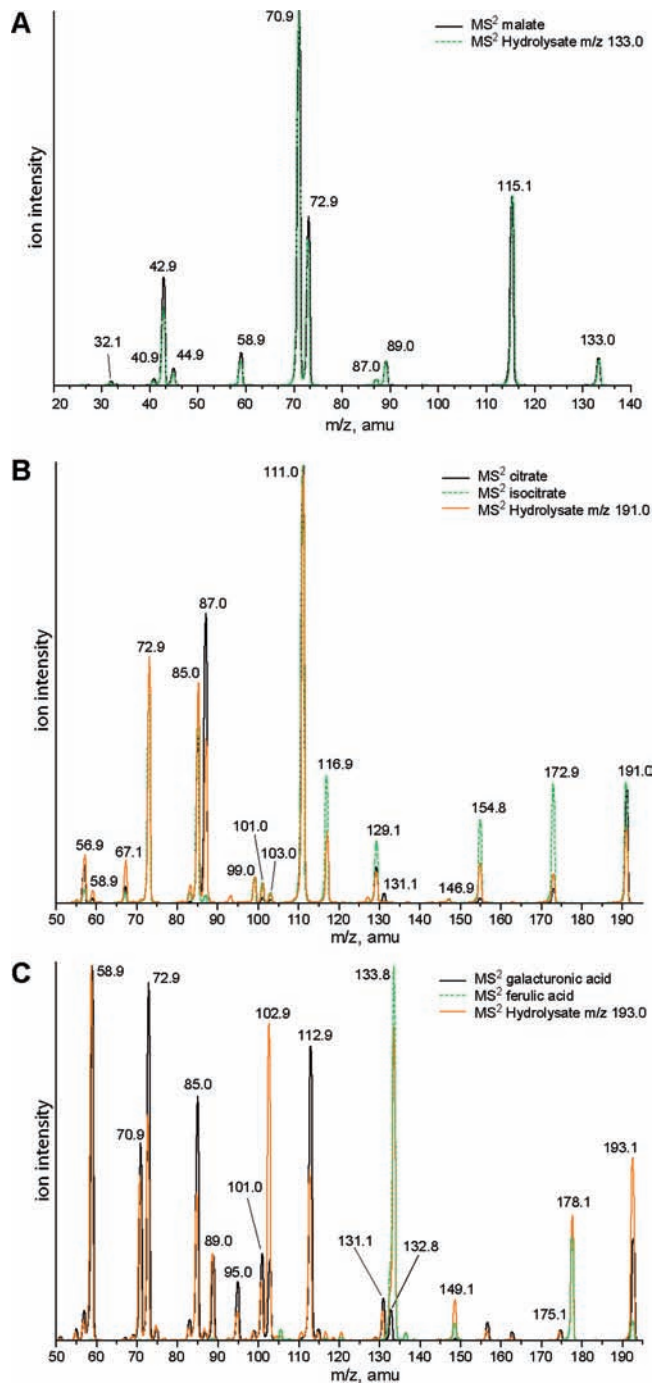 A
MS² malate
MS² Hydrolysate m/z 133.0
70.9
72.9
115.1
42.9
32.1
40.9
44.9
58.9
87.0
89.0
133.0
ion intensity
20 30 40 50 60 70 80 90 100 110 120 130 140
m/z, amu
B
MS² citrate
MS² isocitrate
MS² Hydrolysate m/z 191.0
111.0
87.0
72.9
85.0
116.9
172.9
191.0
154.8
129.1
56.9
58.9
67.1
99.0
101.0
103.0
131.1
146.9
ion intensity
50 60 70 80 90 100 110 120 130 140 150 160 170 180 190
m/z, amu
C
MS² galacturonic acid
MS² ferulic acid
MS² Hydrolysate m/z 193.0
58.9
72.9
133.8
102.9
112.9
85.0
70.9
101.0
193.1
178.1
89.0
95.0
131.1
132.8
149.1
175.1
ion intensity
50 60 70 80 90 100 110 120 130 140 150 160 170 180 190
m/z, amu